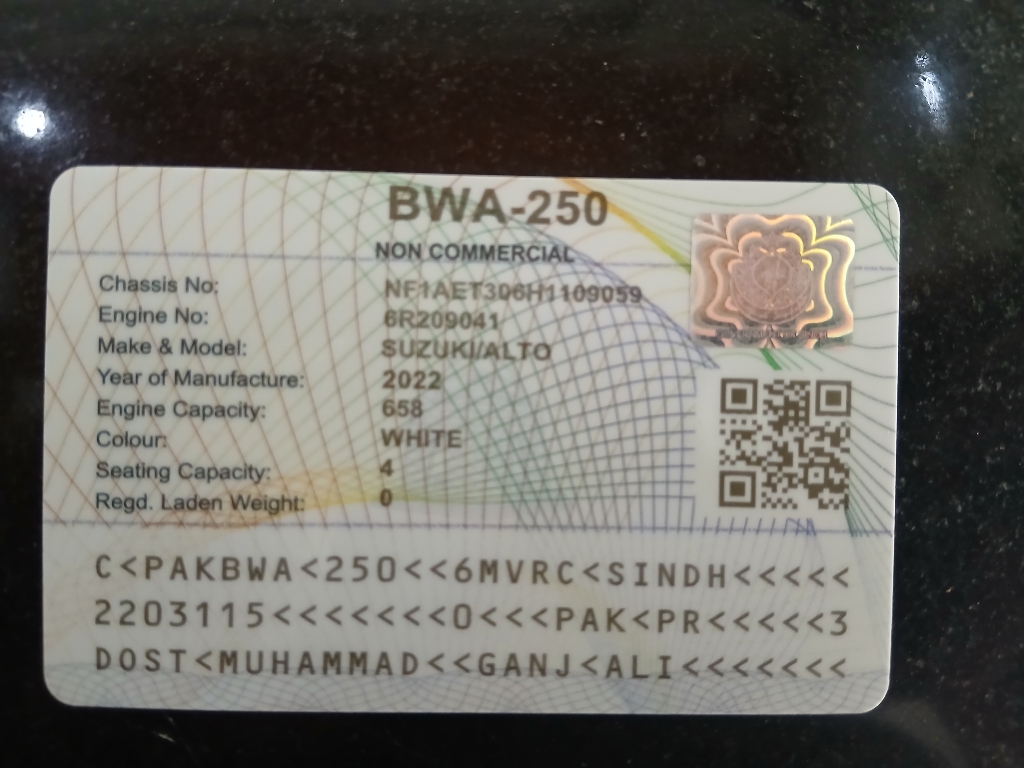 BWA-250
NON COMMERCIAL
Chassis No: NF1AET306H1109059
Engine No: 6R209041
Make & Model: SUZUKI/ALTO
Year of Manufacture: 2022
Engine Capacity: 658
Colour: WHITE
Seating Capacity: 4
Regd. Laden Weight: 0
C<PAKBWA<250<<6MVRC<SINDH<<<<<
2203115<<<<<<<0<<<PAK<PR<<<<<3
DOST<MUHAMMAD<<GANJ<ALI<<<<<<<